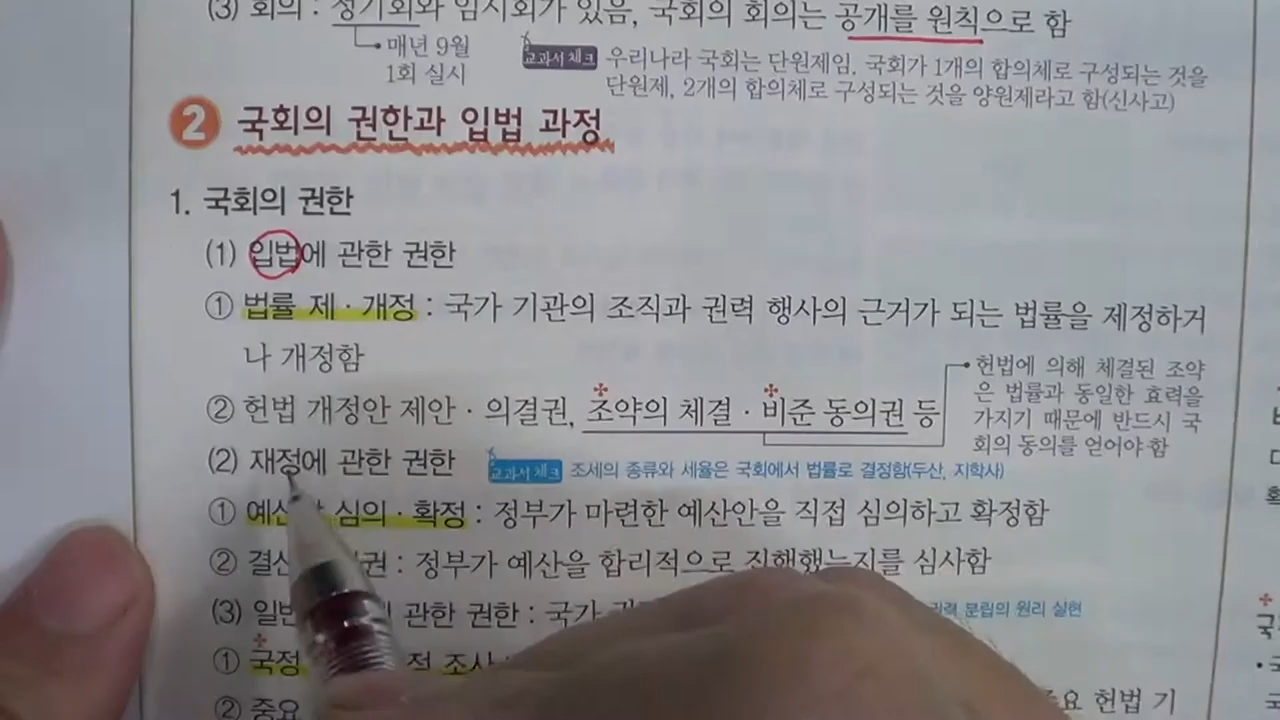 (3) 회의 : 정기회와 임시회가 있음, 국회의 회의는 공개를 원칙으로 함
매년 9월
1회 실시
교과서 체크 우리나라 국회는 단원제임. 국회가 1개의 합의체로 구성되는 것을
단원제, 2개의 합의체로 구성되는 것을 양원제라고 함(신사고)
2 국회의 권한과 입법 과정
1. 국회의 권한
(1) 입법에 관한 권한
① 법률 제·개정 : 국가 기관의 조직과 권력 행사의 근거가 되는 법률을 제정하거
나 개정함
② 헌법 개정안 제안·의결권, 조약의 체결·비준 동의권 등
헌법에 의해 체결된 조약
은 법률과 동일한 효력을
가지기 때문에 반드시 국
회의 동의를 얻어야 함
(2) 재정에 관한 권한 교과서 체크 조세의 종류와 세율은 국회에서 법률로 결정함(두산, 지학사)
① 예산 심의·확정 : 정부가 마련한 예산안을 직접 심의하고 확정함
② 결산 권 : 정부가 예산을 합리적으로 집행했는지를 심사함
(3) 일반 관한 권한 : 국가 권력 분립의 원리 실현
① 국정 적 조사
② 중요 헌법 기